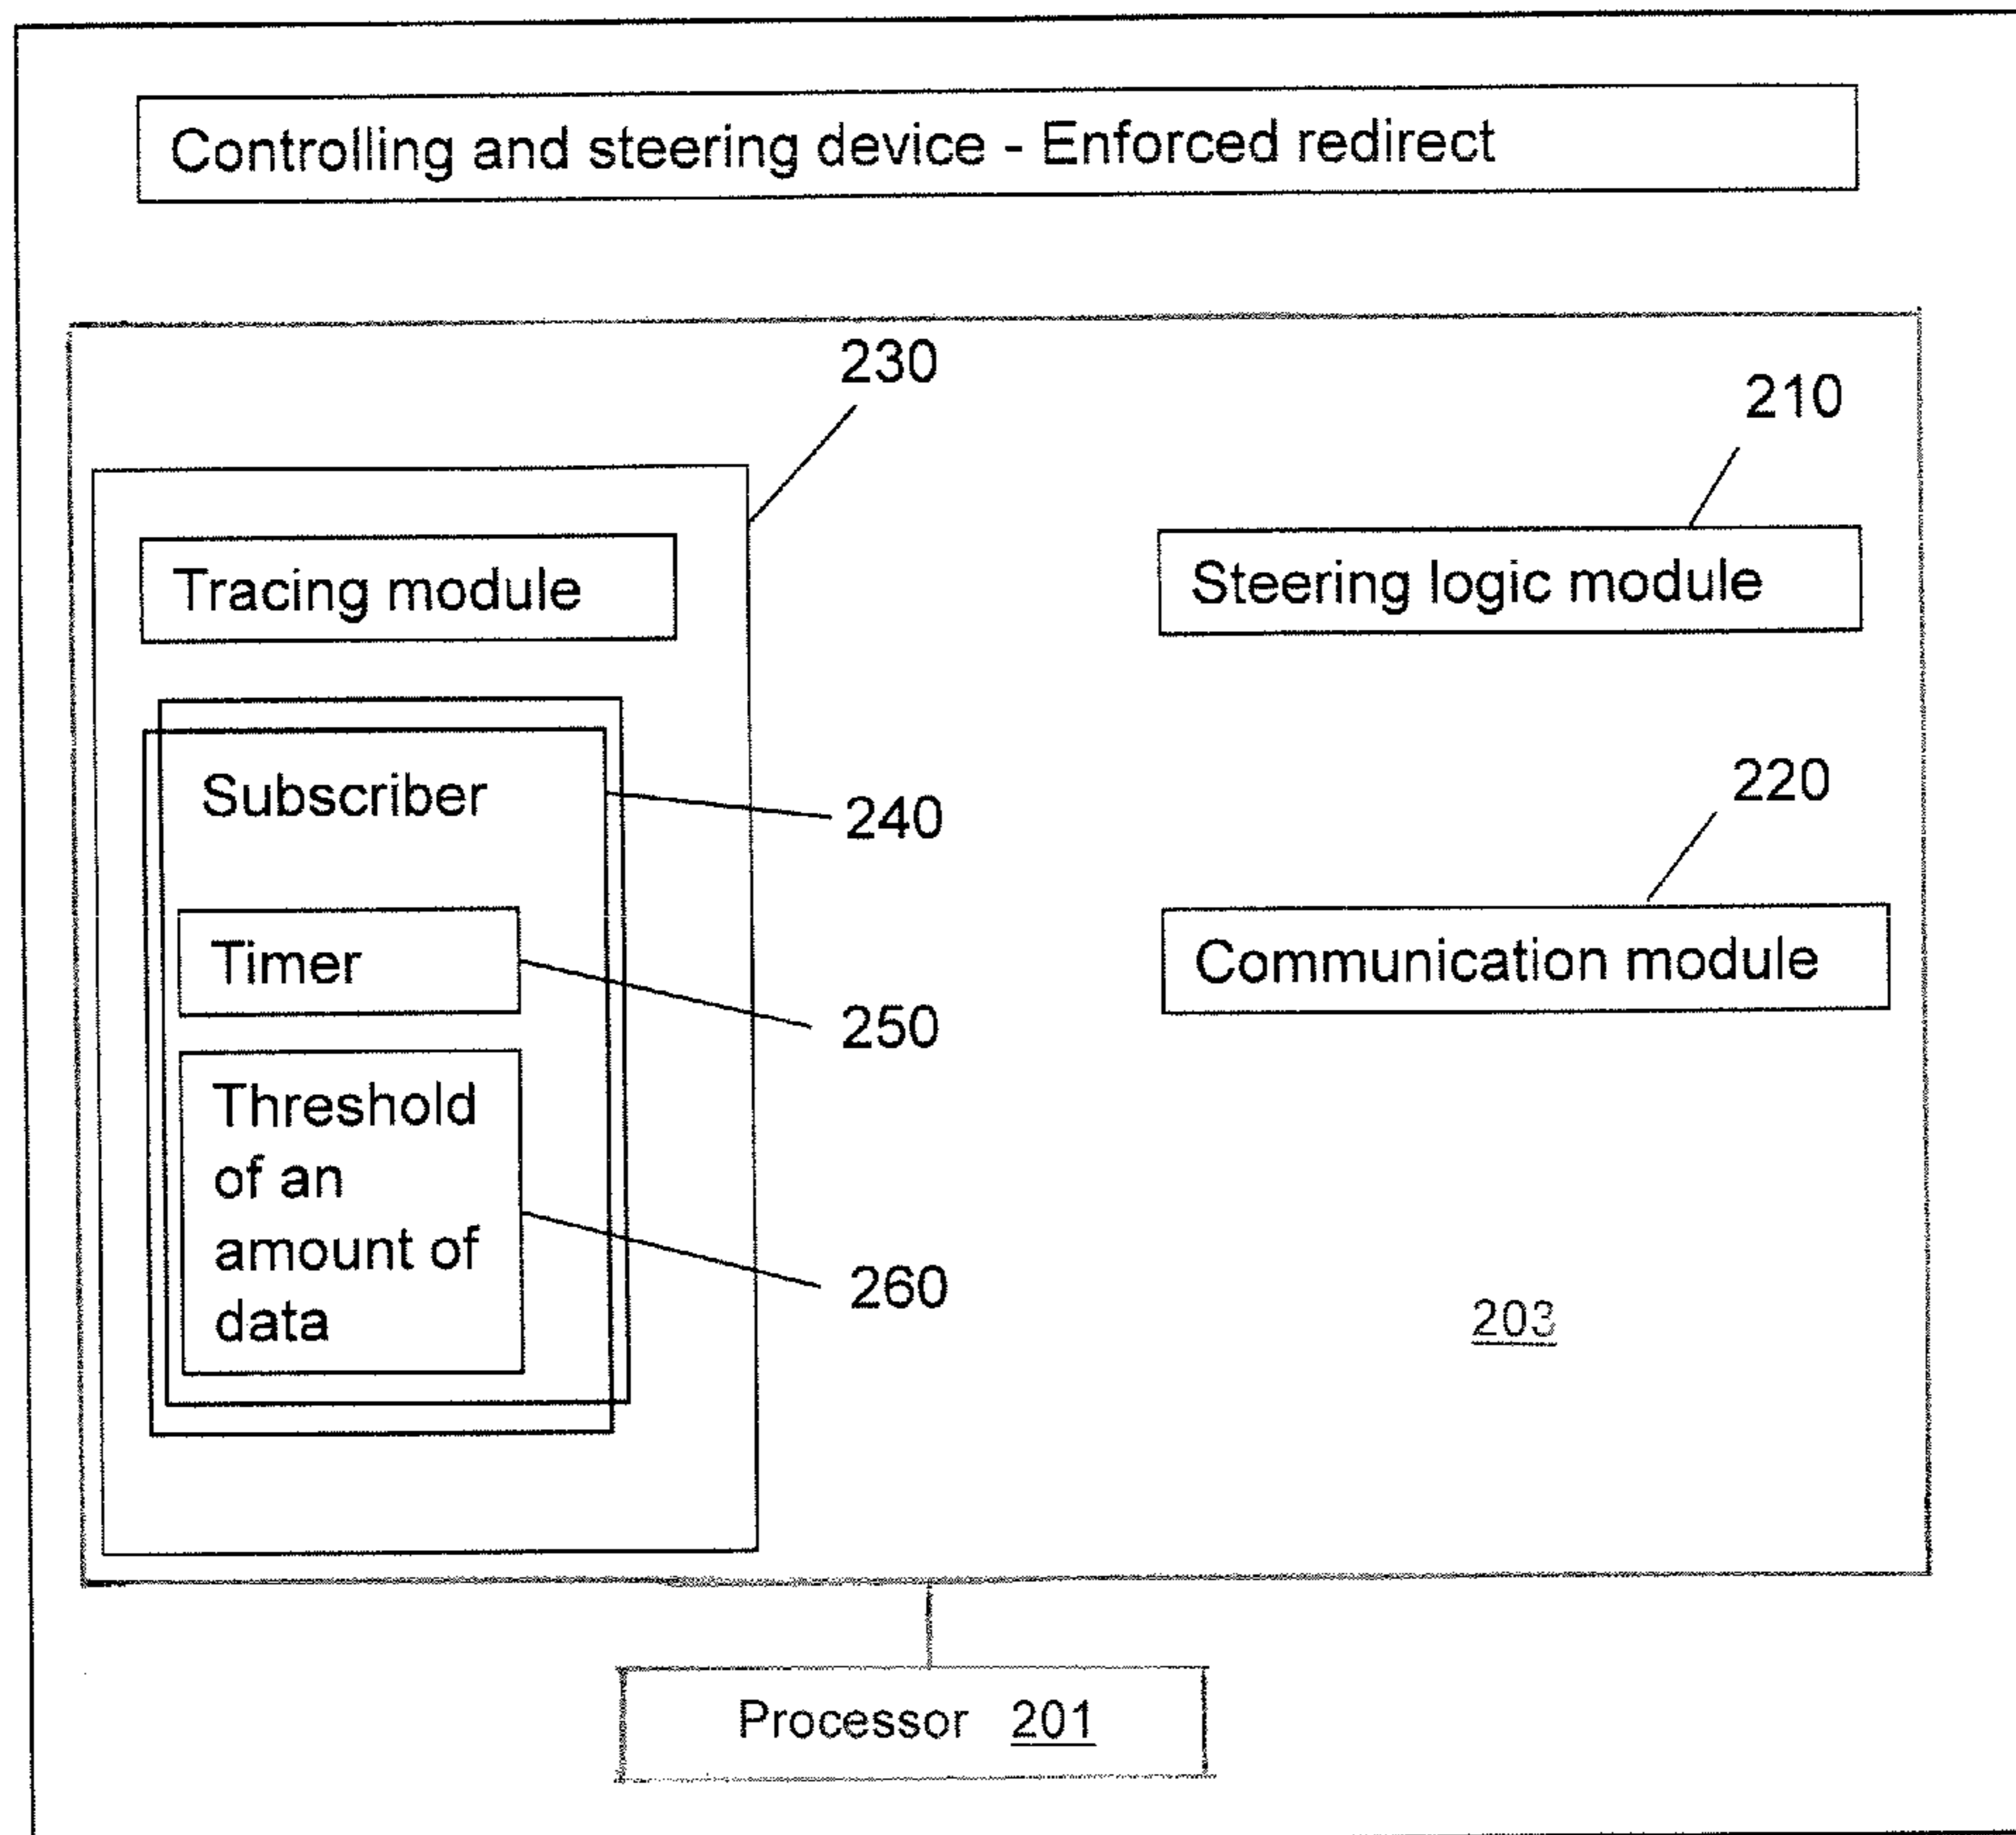 Controlling and steering device - Enforced redirect
230
210
Tracing module
Steering logic module
Subscriber
240
220
Timer
250
Communication module
Threshold
of an
amount of
data
260
203
Processor 201